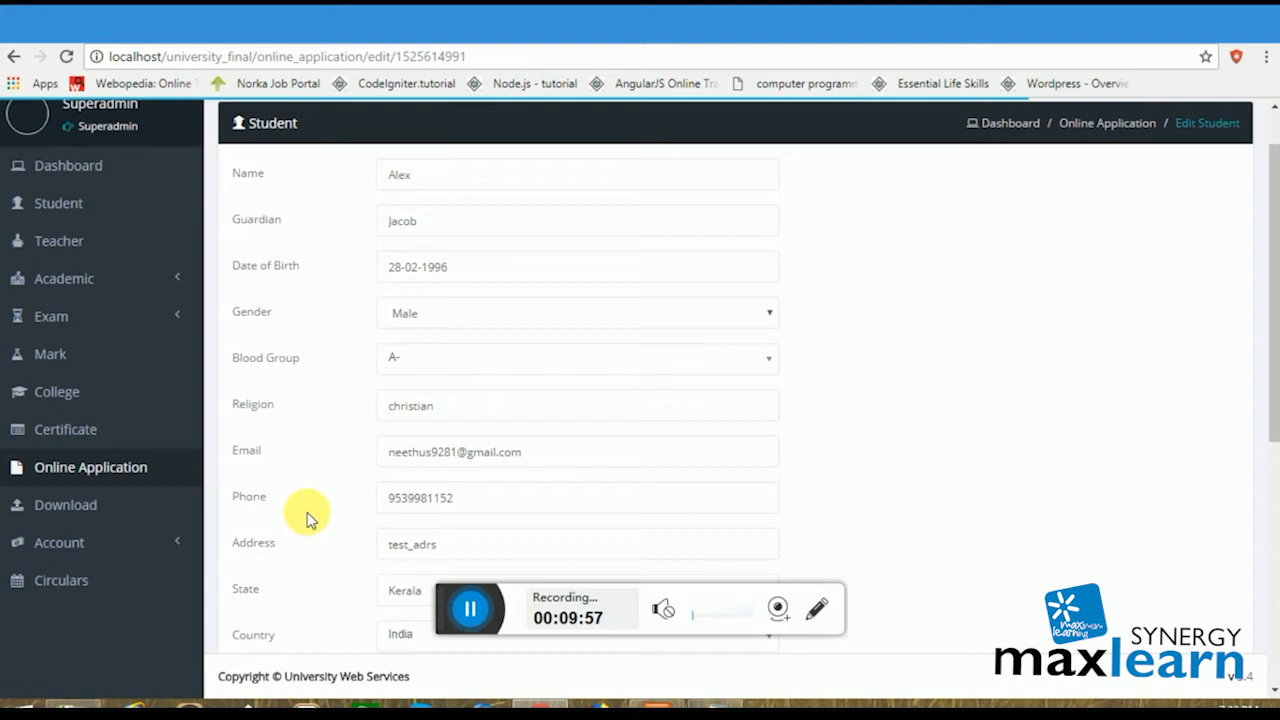 localhost/university_final/online_application/edit/1525614991
Apps Webopedia: Online Norka Job Portal CodeIgniter.tutorial Node.js - tutorial AngularJS Online Tra computer programm Essential Life Skills Wordpress - Overvie
Superadmin
Superadmin
Student
Dashboard / Online Application / Edit Student
Dashboard
Student
Teacher
Academic
Exam
Mark
College
Certificate
Online Application
Download
Account
Circulars
Name Alex
Guardian Jacob
Date of Birth 28-02-1996
Gender Male
Blood Group A-
Religion christian
Email neethus9281@gmail.com
Phone 9539981152
Address test_adrs
State Kerala
Country India
Recording...
00:09:57
Copyright © University Web Services
maximum
learning
SYNERGY
maxlearn